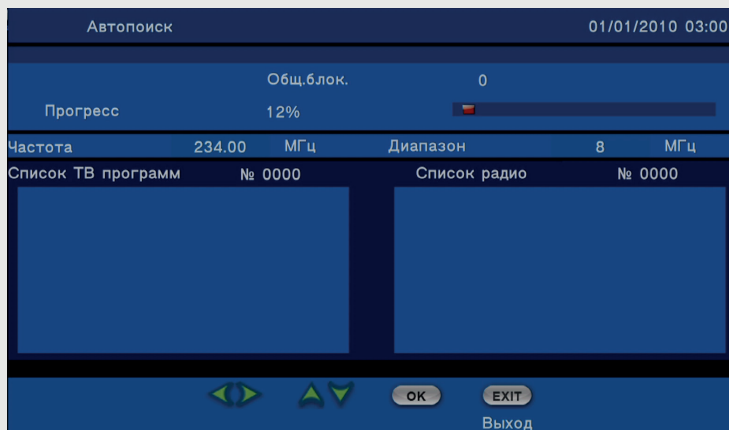 Автопоиск 01/01/2010 03:00
Общ.блок. 0
Прогресс 12%
Частота 234.00 МГц Диапазон 8 МГц
Список ТВ программ № 0000 Список радио № 0000
OK EXIT
Выход